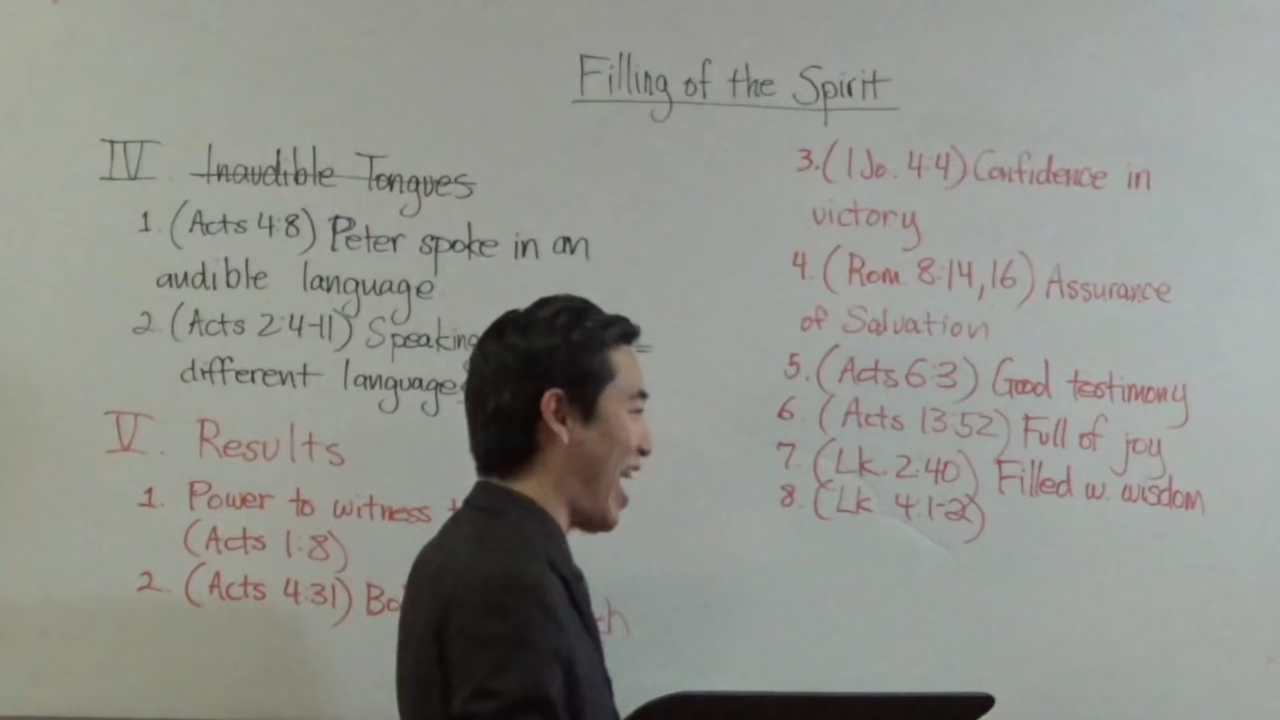 Filling of the Spirit
IV Inaudible Tongues
1. (Acts 4:8) Peter spoke in an
audible language
2. (Acts 2:4-11) Speaking
different language
V. Results
1. Power to witness
(Acts 1:8)
2. (Acts 4:31)
3. (1 Jo. 4:4) Confidence in
victory
4. (Rom. 8:14,16) Assurance
of Salvation
5. (Acts 6:3) Good testimony
6. (Acts 13:52) Full of joy
7. (Lk. 2:40) Filled w. wisdom
8. (Lk 4:1-2)